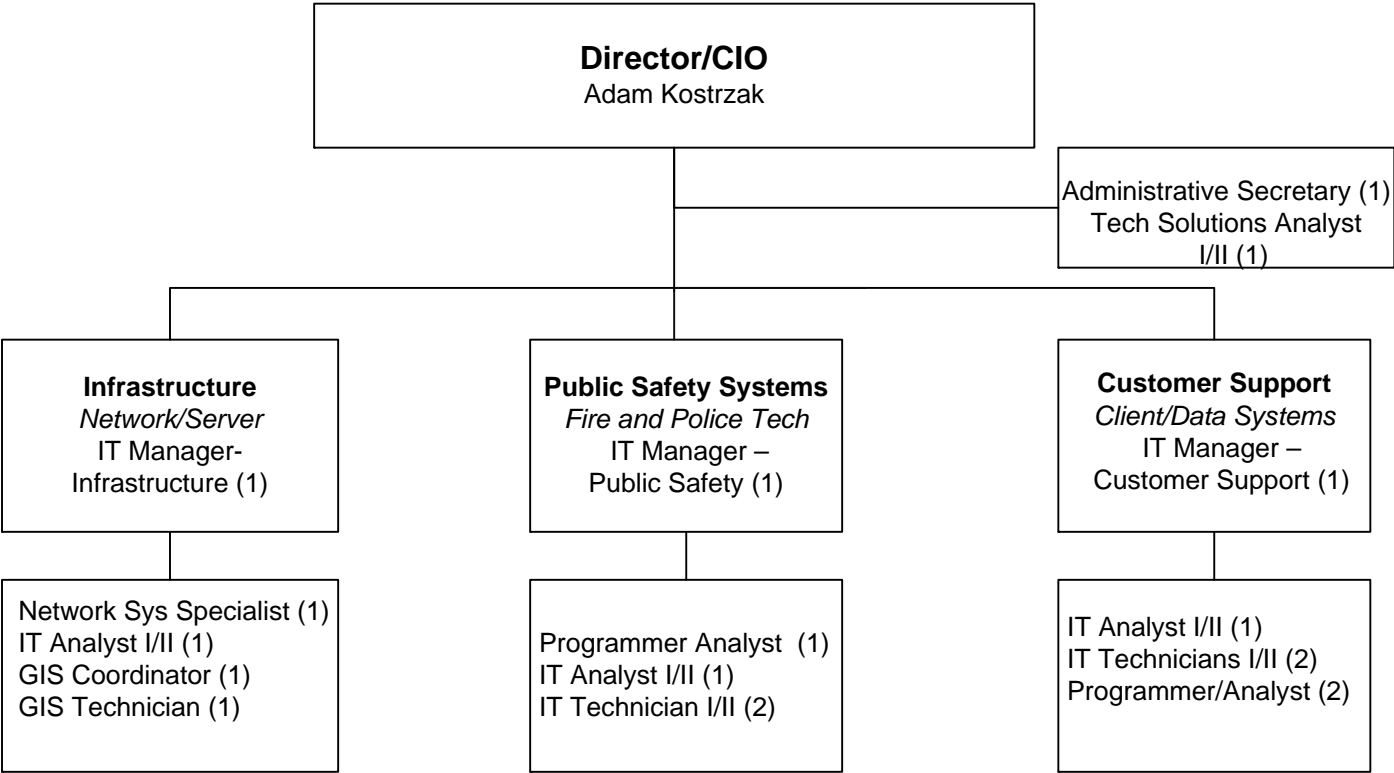 Director/CIO
Adam Kostrzak
Administrative Secretary (1)
Tech Solutions Analyst
I/II (1)
Infrastructure
Network/Server
IT Manager-
Infrastructure (1)
Public Safety Systems
Fire and Police Tech
IT Manager –
Public Safety (1)
Customer Support
Client/Data Systems
IT Manager –
Customer Support (1)
Network Sys Specialist (1)
IT Analyst I/II (1)
GIS Coordinator (1)
GIS Technician (1)
Programmer Analyst  (1)
IT Analyst I/II (1)
IT Technician I/II (2)
IT Analyst I/II (1)
IT Technicians I/II (2)
Programmer/Analyst (2)